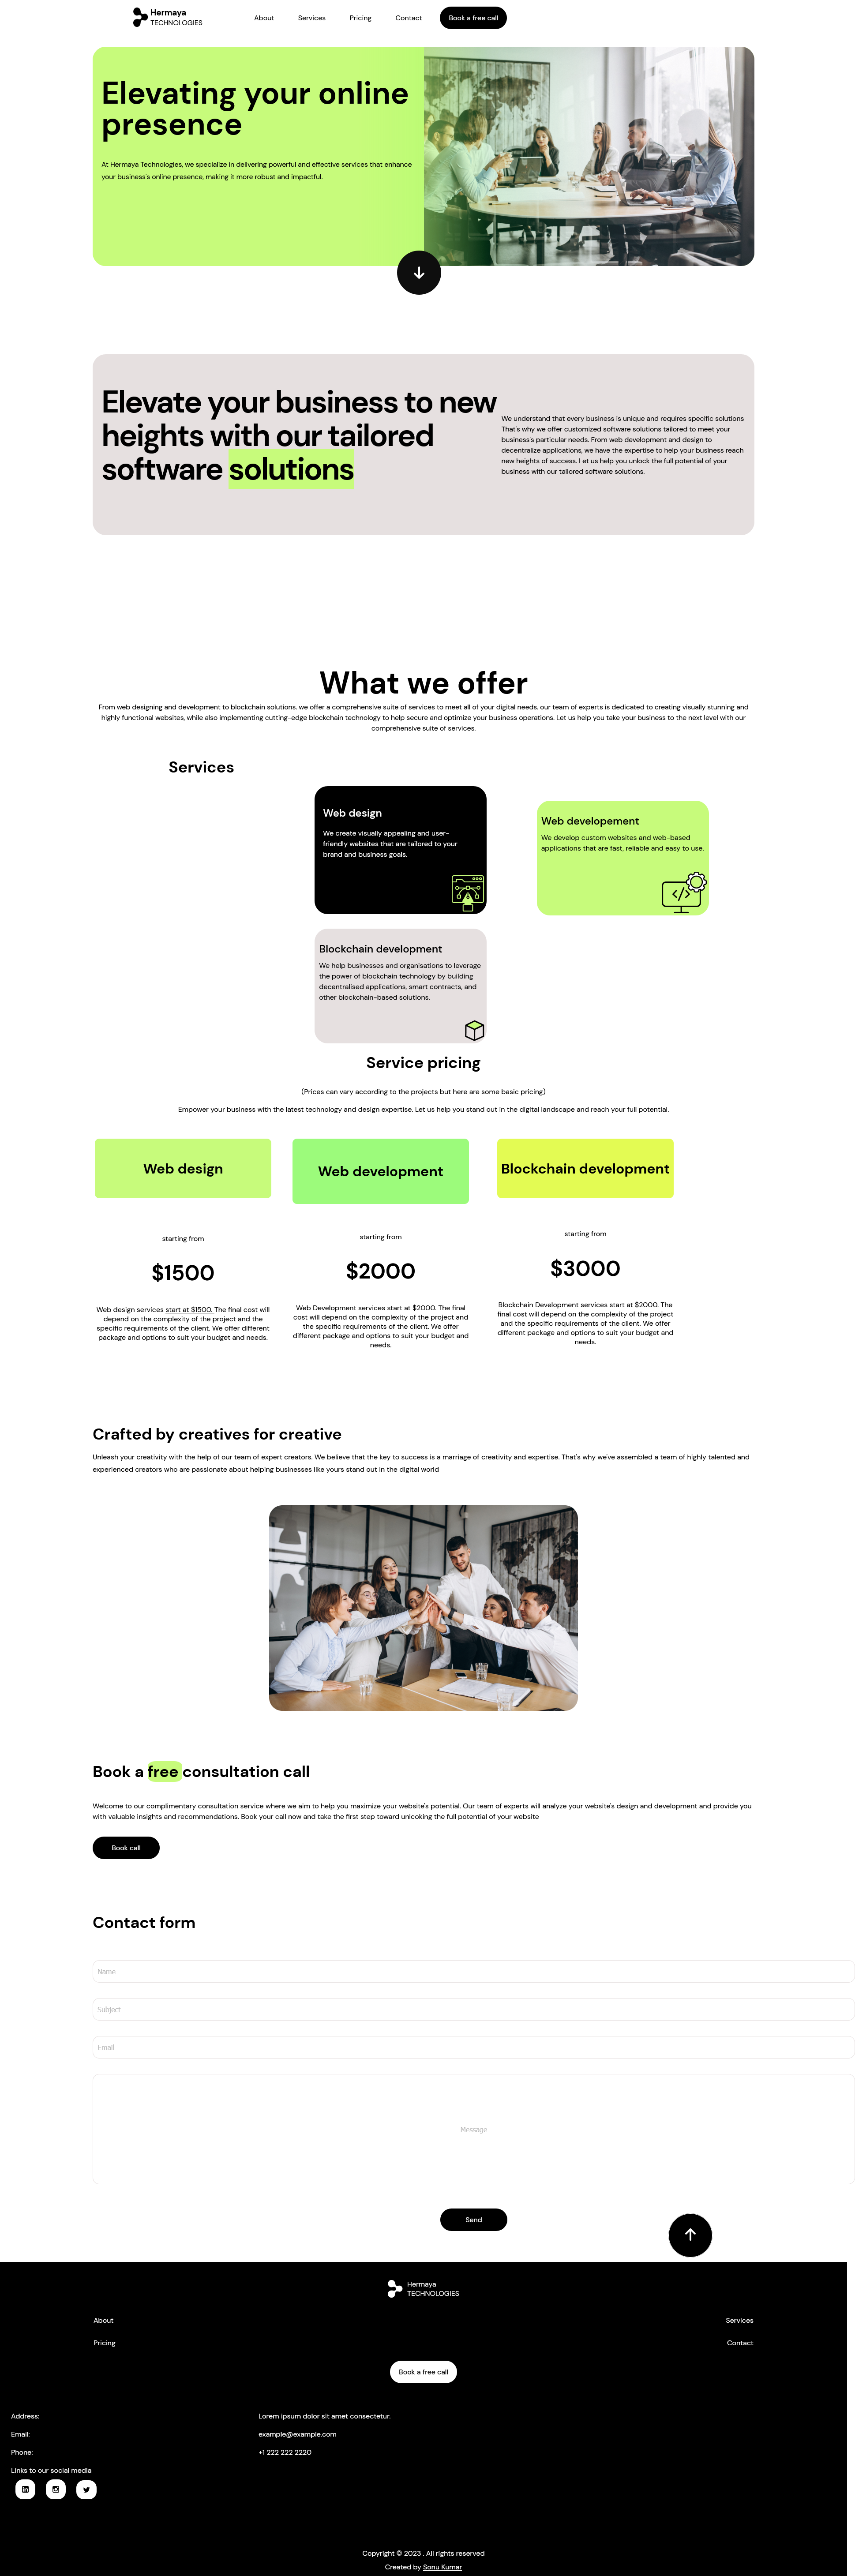 Hermaya
TECHNOLOGIES
About
Services
Pricing
Contact
Book a free call
Elevating your online
presence
At Hermaya Technologies, we specialize in delivering powerful and effective services that enhance
your business's online presence, making it more robust and impactful.
Elevate your business to new
heights with our tailored
software solutions
We understand that every business is unique and requires specific solutions
That's why we offer customized software solutions tailored to meet your
business's particular needs. From web development and design to
decentralize applications, we have the expertise to help your business reach
new heights of success. Let us help you unlock the full potential of your
business with our tailored software solutions.
What we offer
From web designing and development to blockchain solutions. we offer a comprehensive suite of services to meet all of your digital needs. our team of experts is dedicated to creating visually stunning and
highly functional websites, while also implementing cutting-edge blockchain technology to help secure and optimize your business operations. Let us help you take your business to the next level with our
comprehensive suite of services.
Services
Web design
We create visually appealing and user-
friendly websites that are tailored to your
brand and business goals.
Web developement
We develop custom websites and web-based
applications that are fast, reliable and easy to use.
Blockchain development
We help businesses and organisations to leverage
the power of blockchain technology by building
decentralised applications, smart contracts, and
other blockchain-based solutions.
Service pricing
(Prices can vary according to the projects but here are some basic pricing)
Empower your business with the latest technology and design expertise. Let us help you stand out in the digital landscape and reach your full potential.
Web design
starting from
$1500
Web design services start at $1500. The final cost will
depend on the complexity of the project and the
specific requirements of the client. We offer different
package and options to suit your budget and needs.
Web development
starting from
$2000
Web Development services start at $2000. The final
cost will depend on the complexity of the project and
the specific requirements of the client. We offer
different package and options to suit your budget and
needs.
Blockchain development
starting from
$3000
Blockchain Development services start at $2000. The
final cost will depend on the complexity of the project
and the specific requirements of the client. We offer
different package and options to suit your budget and
needs.
Crafted by creatives for creative
Unleash your creativity with the help of our team of expert creators. We believe that the key to success is a marriage of creativity and expertise. That's why we've assembled a team of highly talented and
experienced creators who are passionate about helping businesses like yours stand out in the digital world
Book a free consultation call
Welcome to our complimentary consultation service where we aim to help you maximize your website's potential. Our team of experts will analyze your website's design and development and provide you
with valuable insights and recommendations. Book your call now and take the first step toward unlcoking the full potential of your website
Book call
Contact form
Name
Subject
Email
Message
Send
Hermaya
TECHNOLOGIES
About
Services
Pricing
Contact
Book a free call
Address:
Lorem ipsum dolor sit amet consectetur.
Email:
example@example.com
Phone:
+1 222 222 2220
Links to our social media
Copyright © 2023 . All rights reserved
Created by Sonu Kumar